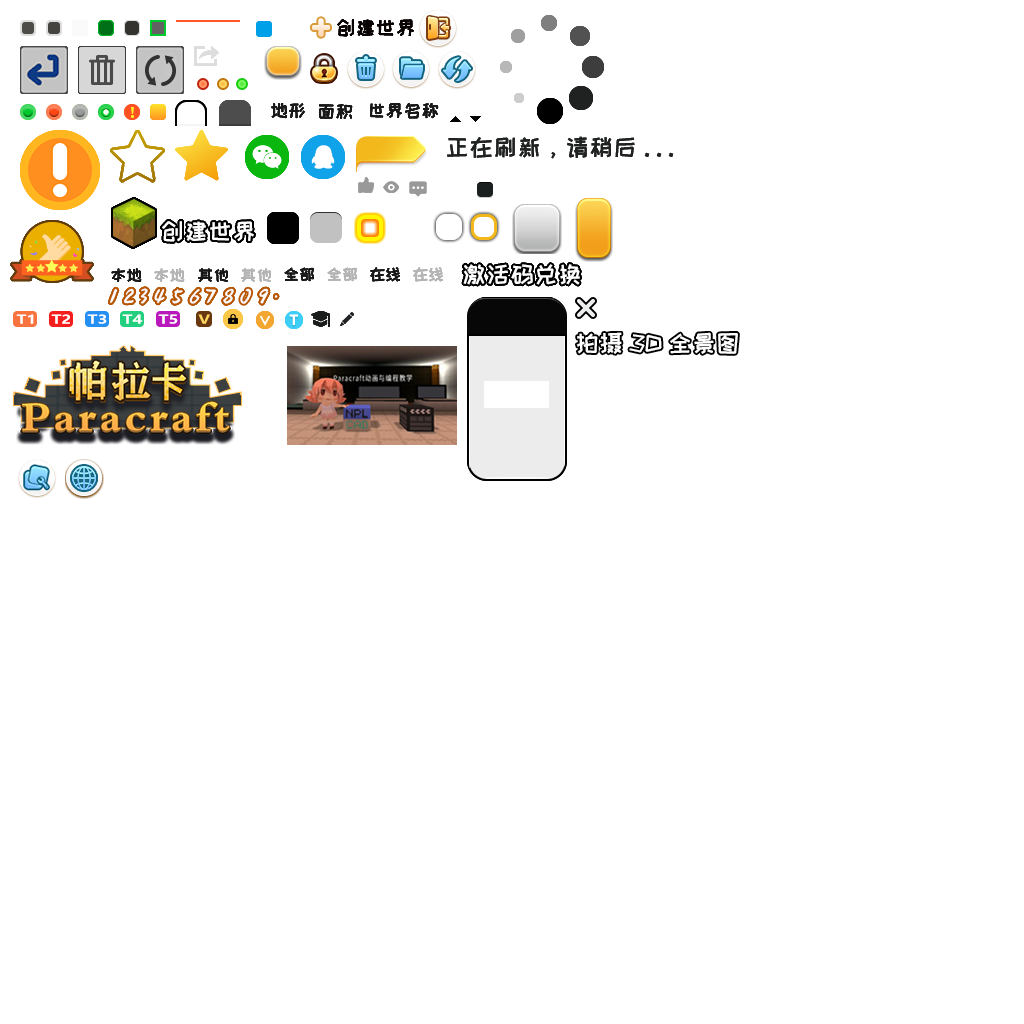 创建世界
地形 面积 世界名称
正在刷新，请稍后...
创建世界
本地 本地 其他 其他 全部 全部 在线 在线
激活码兑换
1234567890.
T1 T2 T3 T4 T5 V V T
拍摄 3D 全景图
帕拉卡
Paracraft
Paracraft动画与编程教学
NPL